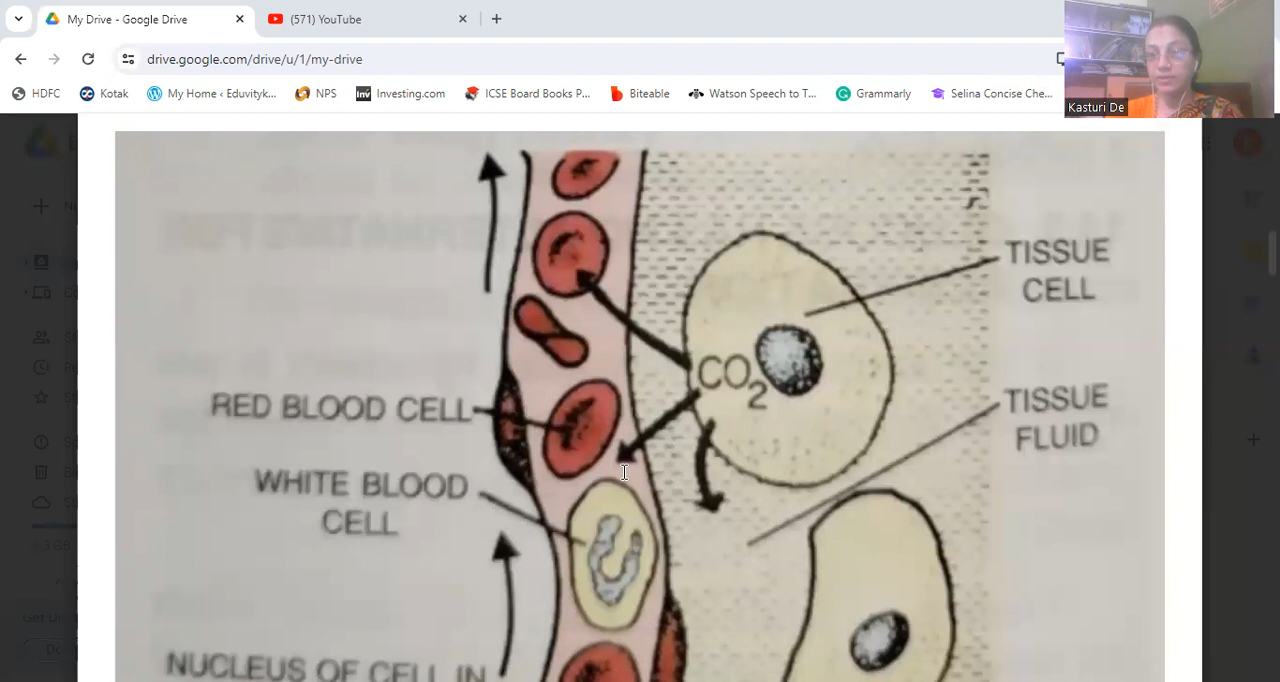 My Drive - Google Drive
(571) YouTube
drive.google.com/drive/u/1/my-drive
HDFC
Kotak
My Home ‹ Eduvityk...
NPS
Investing.com
ICSE Board Books P...
Biteable
Watson Speech to T...
Grammarly
Selina Concise Che...
Kasturi De
TISSUE
CELL
CO2
TISSUE
FLUID
RED BLOOD CELL
WHITE BLOOD
CELL
NUCLEUS OF CELL IN